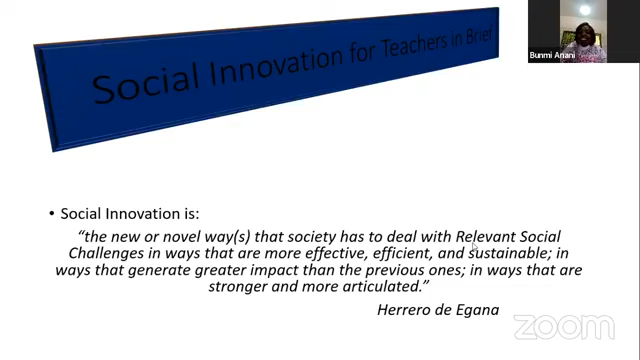 Social Innovation for Teachers in Brief
Bunmi Anani
• Social Innovation is:
“the new or novel way(s) that society has to deal with Relevant Social
Challenges in ways that are more effective, efficient, and sustainable; in
ways that generate greater impact than the previous ones; in ways that are
stronger and more articulated.”
Herrero de Egana
zoom